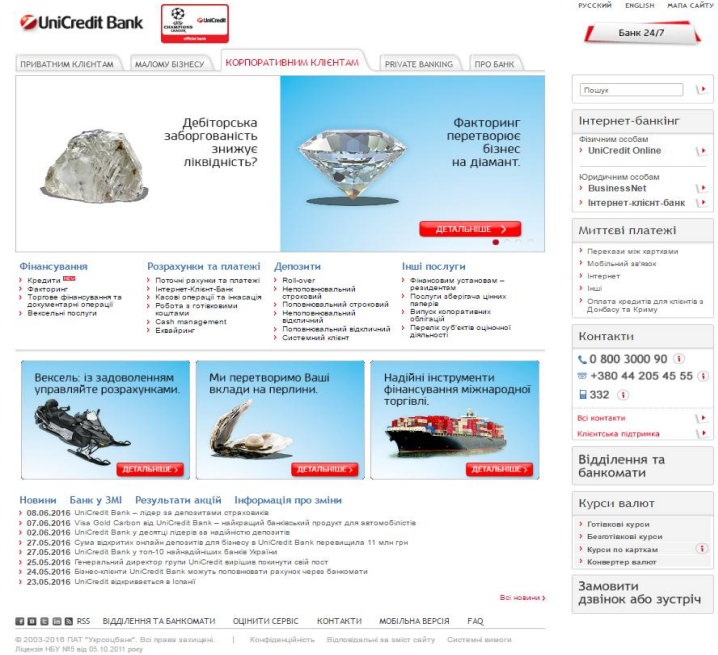 РУССКИЙ ENGLISH МАПА САЙТУ
UniCredit Bank
CHAMPIONS LEAGUE
UniCredit
Банк 24/7
ПРИВАТНИМ КЛІЄНТАМ
МАЛОМУ БІЗНЕСУ
КОРПОРАТИВНИМ КЛІЄНТАМ
PRIVATE BANKING
ПРО БАНК
Дебіторська
заборгованість
знижує
ліквідність?
Факторинг
перетворює
бізнес
на діамант.
ДЕТАЛЬНІШЕ
Фінансування
Кредити NEW
Факторинг
Торгове фінансування та
документарні операції
Вексельні послуги
Розрахунки та платежі
Поточні рахунки та платежі
Інтернет-Клієнт-Банк
Касові операції та інкасація
Робота з готівковими
коштами
Cash management
Еквайринг
Депозити
Roll-over
Непоповнювальний
строковий
Поповнювальний строковий
Непоповнювальний
відкличний
Поповнювальний відкличний
Системний клієнт
Інші послуги
Фінансовим установам –
резидентам
Послуги зберігача цінних
паперів
Випуск копоративних
облігацій
Перелік суб'єктів оціночної
діяльності
Вексель: із задоволенням
управляйте розрахунками.
ДЕТАЛЬНІШЕ
Ми перетворимо Ваші
вклади на перлини.
ДЕТАЛЬНІШЕ
Надійні інструменти
фінансування міжнародної
торгівлі.
ДЕТАЛЬНІШЕ
Новини Банк у ЗМІ Результати акцій Інформація про зміни
08.06.2016 UniCredit Bank – лідер за депозитами страховиків
07.06.2016 Visa Gold Carbon від UniCredit Bank – найкращий банківський продукт для автомобілістів
02.06.2016 UniCredit Bank у десятці лідерів за надійністю депозитів
27.05.2016 Сума відкритих онлайн депозитів для бізнесу в UniCredit Bank перевищила 11 млн грн
27.05.2016 UniCredit Bank у топ-10 найнадійніших банків України
25.05.2016 Генеральний директор групи UniCredit вирішив покинути свій пост
24.05.2016 Бізнес-клієнти UniCredit Bank можуть поповнювати рахунок через банкомати
23.05.2016 UniCredit відкривається в Іспанії
Всі новини
Пошук
Інтернет-банкінг
Фізичним особам
UniCredit Online
Юридичним особам
BusinessNet
Інтернет-клієнт-банк
Миттєві платежі
Перекази між картками
Мобільний зв'язок
Інтернет
Інші
Оплата кредитів для клієнтів з
Донбасу та Криму
Контакти
0 800 3000 90
+380 44 205 45 55
332
Всі контакти
Клієнтська підтримка
Відділення та
банкомати
Курси валют
Готівкові курси
Безготівкові курси
Курси по карткам
Конвертер валют
Замовити
дзвінок або зустріч
RSS ВІДДІЛЕННЯ ТА БАНКОМАТИ ОЦІНИТИ СЕРВІС КОНТАКТИ МОБІЛЬНА ВЕРСІЯ FAQ
© 2003-2016 ПАТ "Укрсоцбанк". Всі права захищені. | Конфіденційність Відповідальні за зміст сайту Системні вимоги
Ліцензія НБУ №5 від 05.10.2011 року